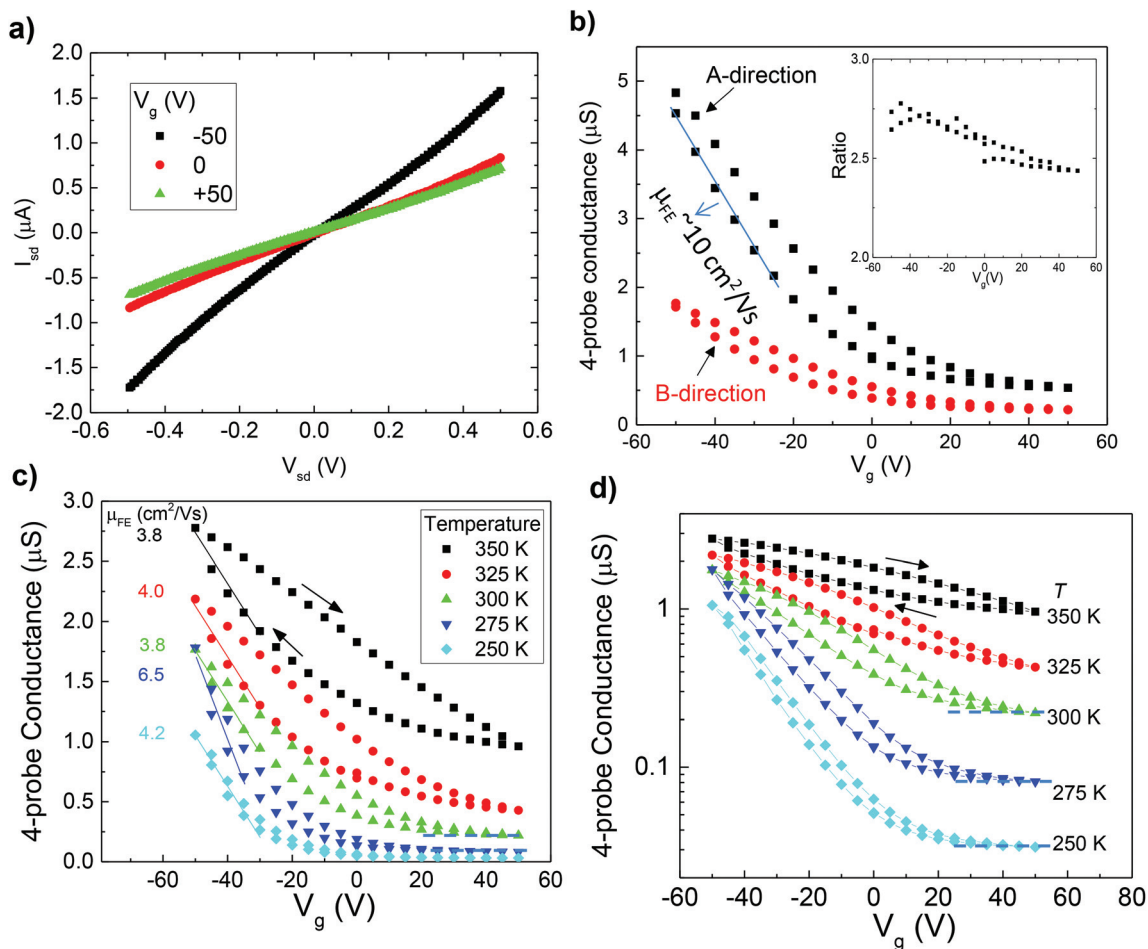 a)
2.0
1.5
1.0
0.5
0.0
-0.5
-1.0
1.5
2.0
I_sd (μA)
V_g (V)
-50
0
+50
-0.6 -0.4 -0.2 0.0 0.2 0.4 0.6
V_sd (V)
b)
5
4
3
2
1
0
4-probe conductance (μS)
A-direction
μ_FE ~10 cm²/Vs
B-direction
-60 -40 -20 0 20 40 60
V_g (V)
3.0
2.5
2.0
Ratio
-60 -40 -20 0 20 40 60
V_g(V)
c)
3.0
2.5
2.0
1.5
1.0
0.5
0.0
4-probe Conductance (μS)
μ_FE (cm²/Vs)
3.8
4.0
3.8
6.5
4.2
Temperature
350 K
325 K
300 K
275 K
250 K
-60 -40 -20 0 20 40 60
V_g (V)
d)
1
0.1
4-probe Conductance (μS)
T
350 K
325 K
300 K
275 K
250 K
-60 -40 -20 0 20 40 60 80
V_g (V)